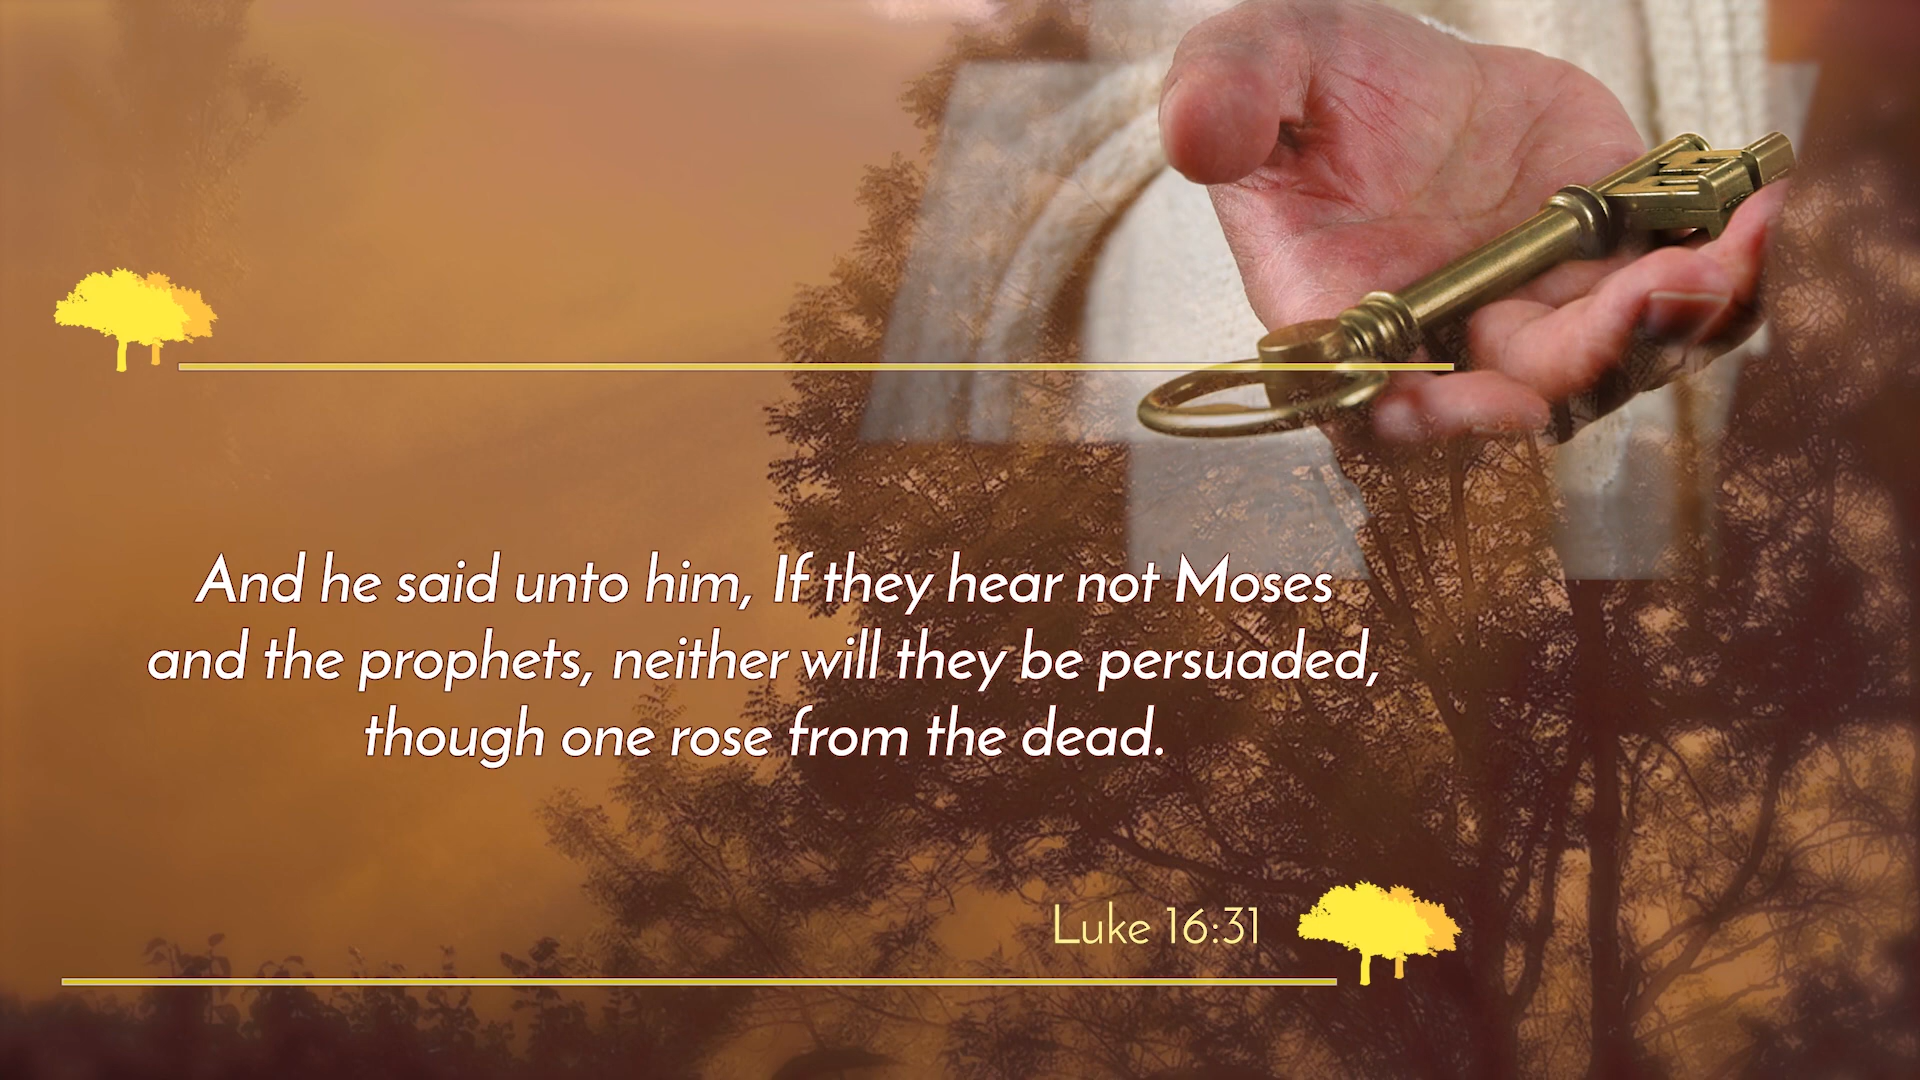 And he said unto him, If they hear not Moses
and the prophets, neither will they be persuaded,
though one rose from the dead.
Luke 16:31